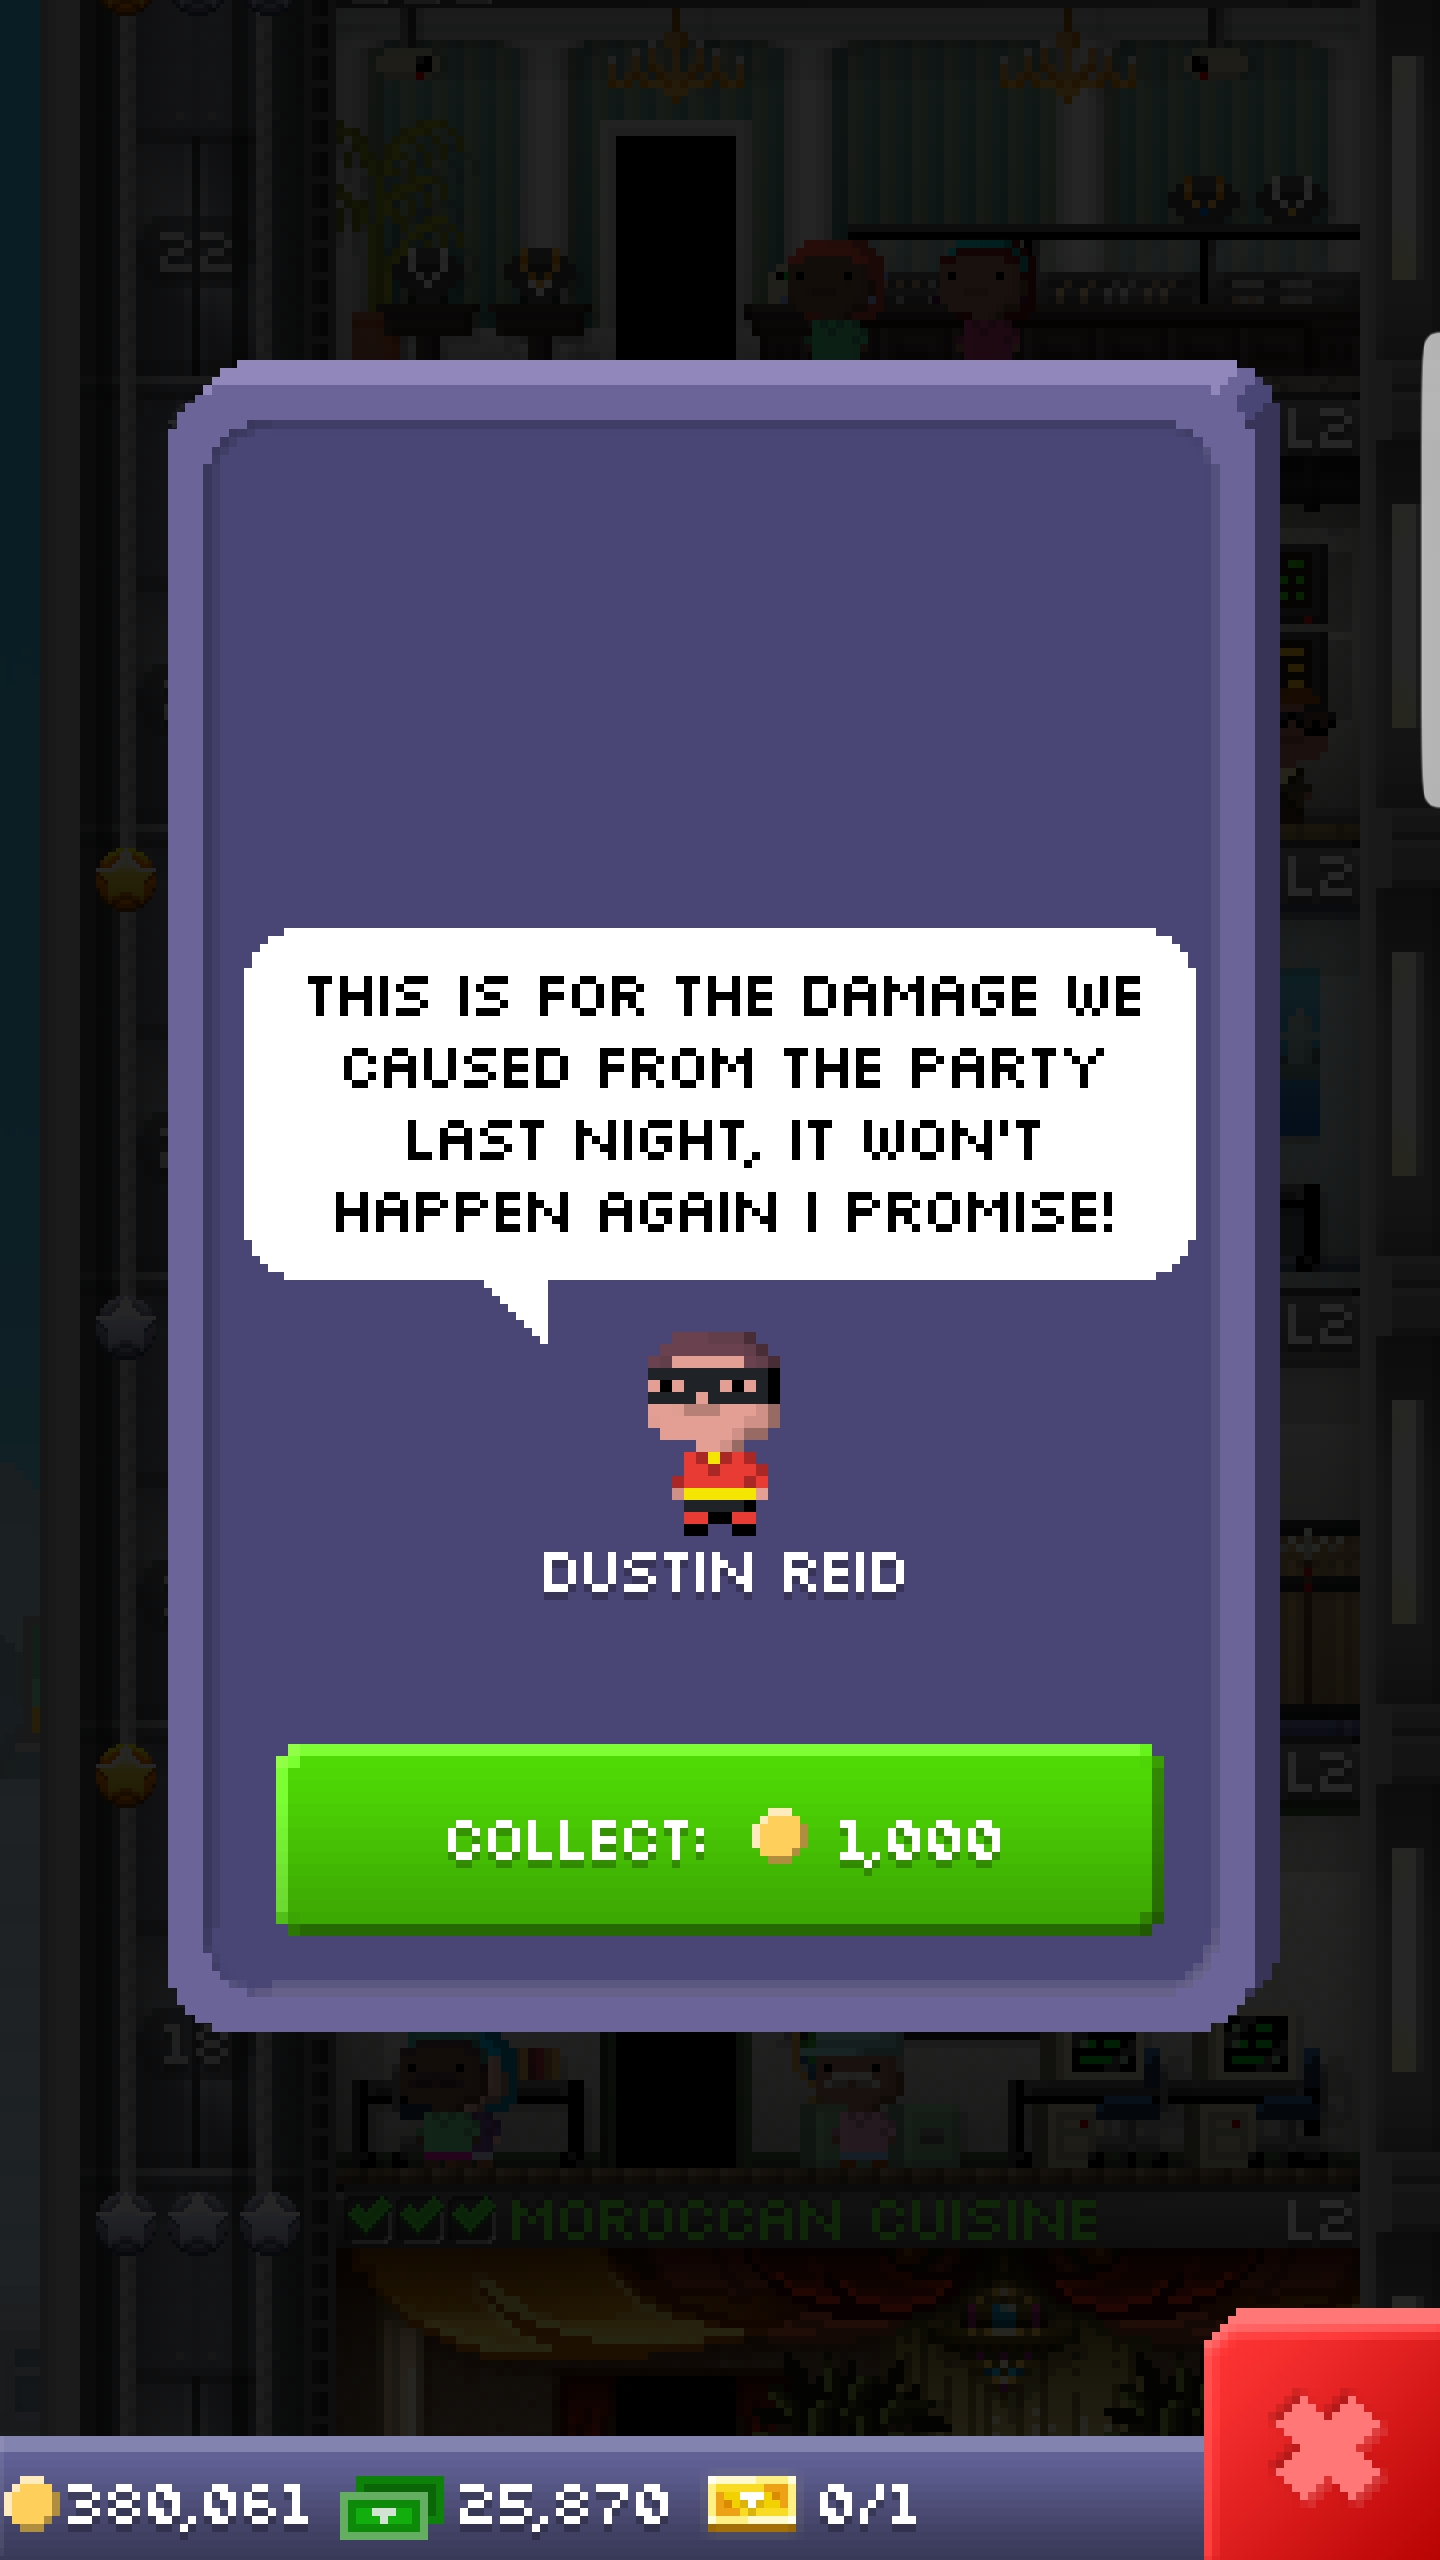 22
L2
L2
THIS IS FOR THE DAMAGE WE
CAUSED FROM THE PARTY
LAST NIGHT, IT WON'T
HAPPEN AGAIN I PROMISE!
L2
DUSTIN REID
L2
COLLECT: 1,000
18
MOROCCAN CUISINE L2
380,061 25,870 0/1